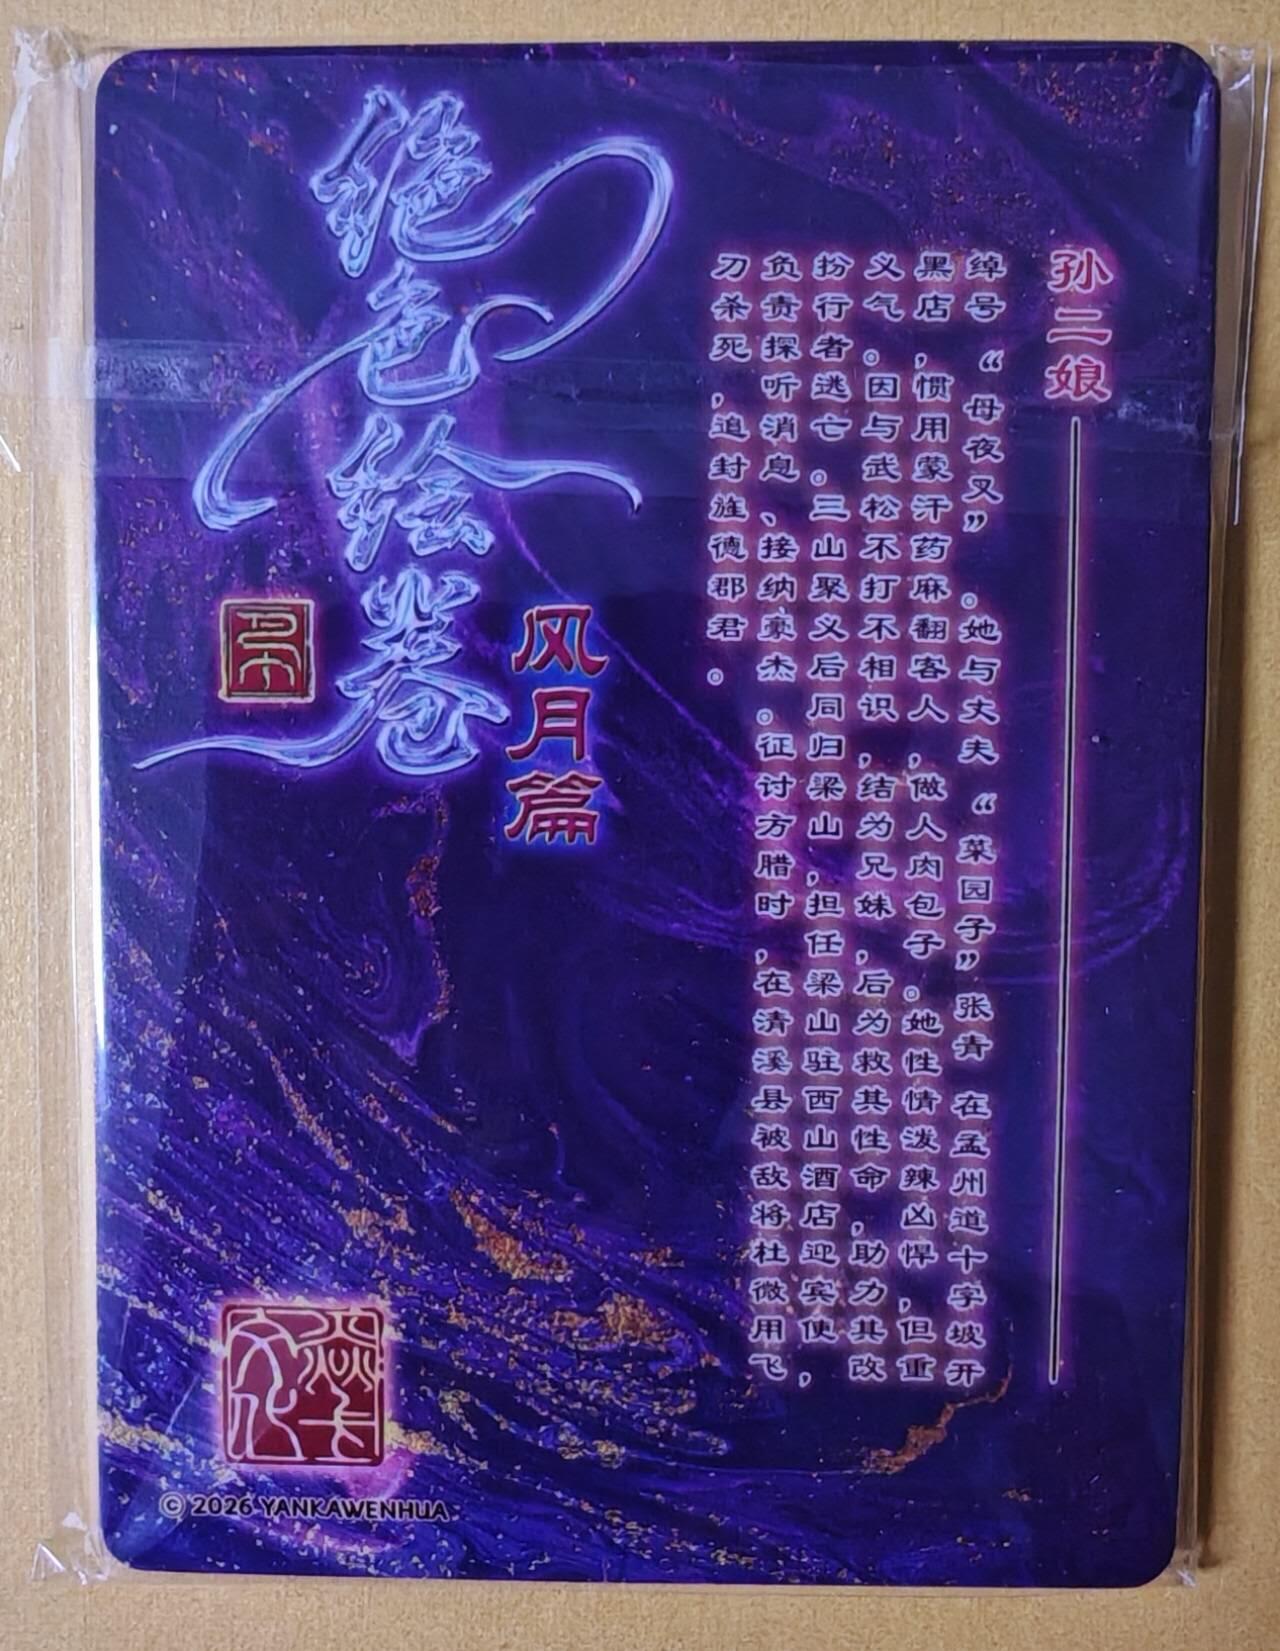 孙二娘
绰号“母夜叉”。她与丈夫“菜园子”张青在孟州道十字坡开
黑店，惯用蒙汗药麻翻客人，做人肉包子。她性情泼辣凶悍，但重
义气。因与武松不打不相识，结为兄妹，后为救其性命，助力其改
扮行者逃亡。三山聚义后同归梁山，担任梁山驻西山酒店迎宾使，
负责探听消息、接纳豪杰。征讨方腊时，在清溪县被敌将杜微用飞
刀杀死，追封旌德郡君。
风月篇
绝色绘卷
焱卡文化
© 2026 YANKAWENHUA